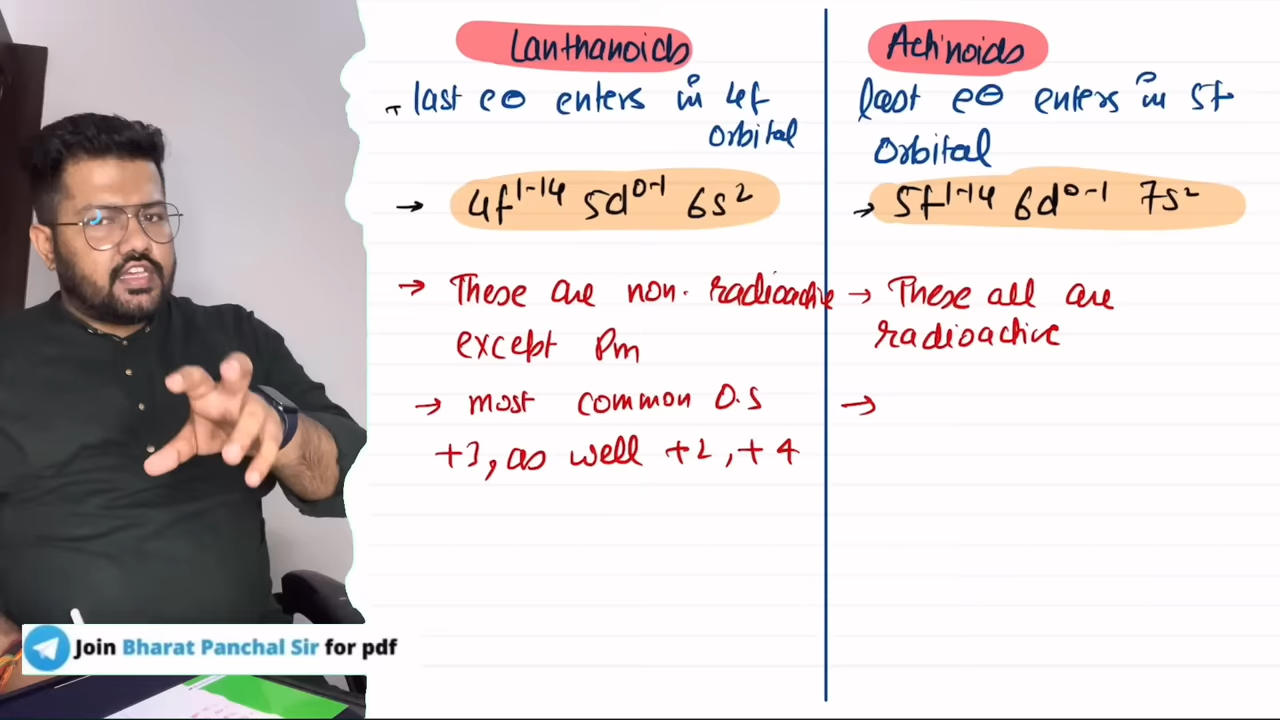 Lanthanoids
last e⊖ enters in 4f
orbital
→ 4f¹⁻¹⁴ 5d⁰⁻¹ 6s²
→ These are non. radioactive
except Pm
→ most common O.S
+3, as well +2, +4
Actinoids
last e⊖ enters in 5f
Orbital
→ 5f¹⁻¹⁴ 6d⁰⁻¹ 7s²
→ These all are
radioactive
→
Join Bharat Panchal Sir for pdf